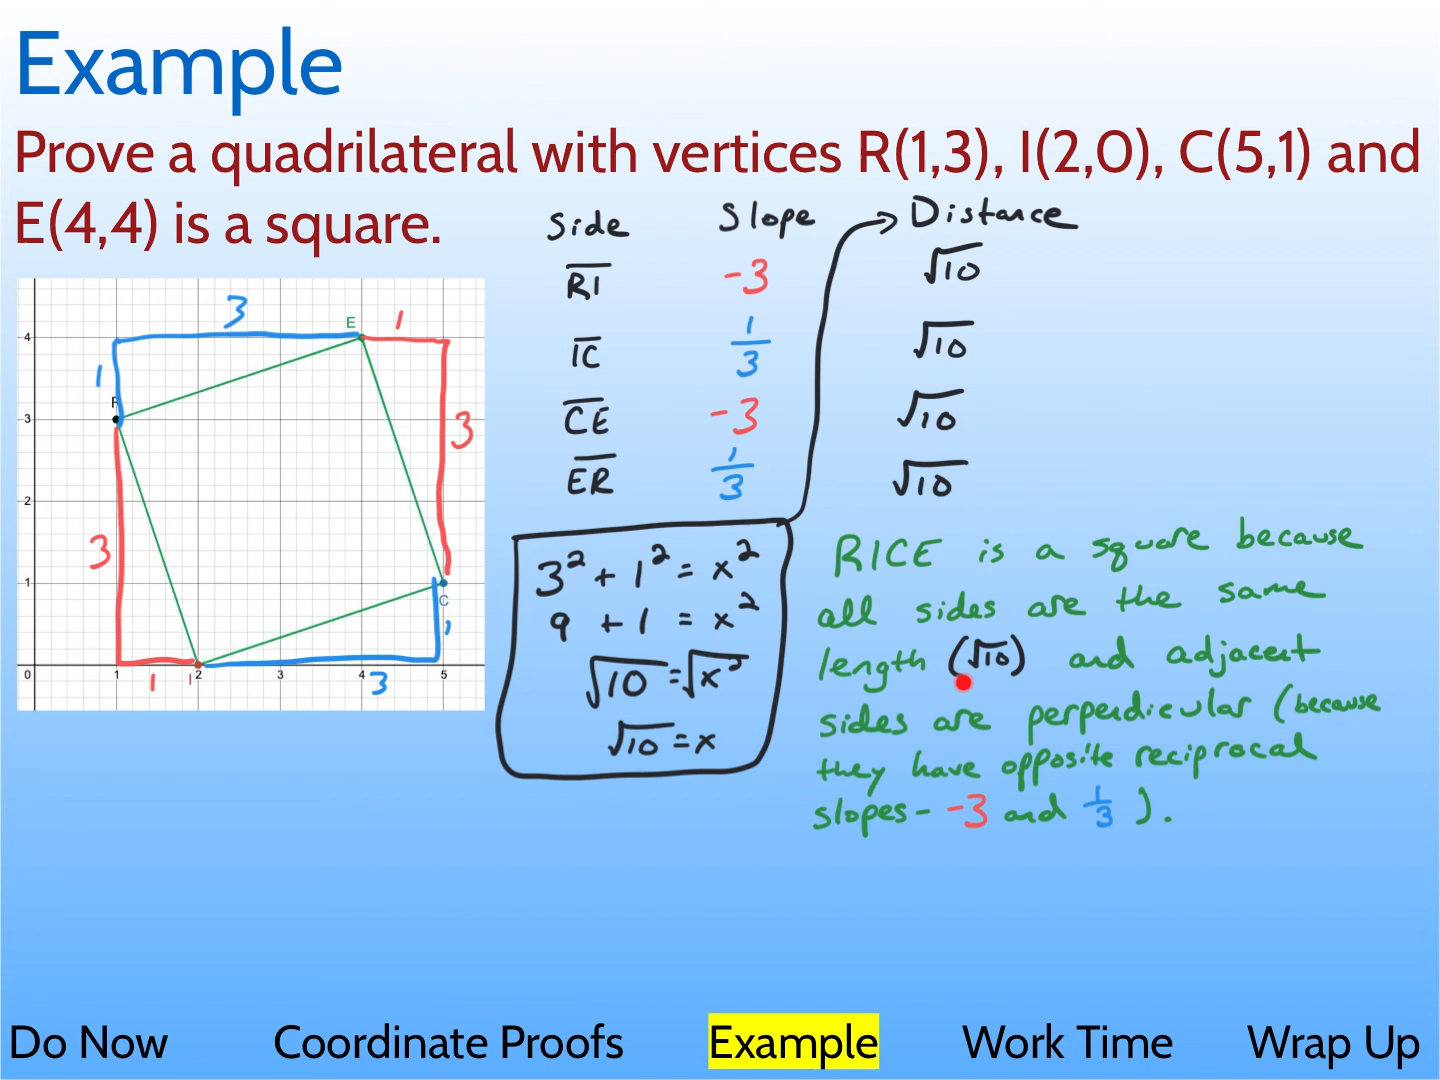 Example
Prove a quadrilateral with vertices R(1,3), I(2,0), C(5,1) and
E(4,4) is a square.
Side Slope Distance
RI -3 √10
IC 1/3 √10
CE -3 √10
ER 1/3 √10
3 E 1
4
1
R
3 3
2
3
1 C 1
0 1 1 I 2 3 3 4 5
3² + 1² = x²
9 + 1 = x²
√10 = √x²
√10 = x
RICE is a square because
all sides are the same
length (√10) and adjacent
sides are perpendicular (because
they have opposite reciprocal
slopes - -3 and 1/3 ).
Do Now Coordinate Proofs Example Work Time Wrap Up